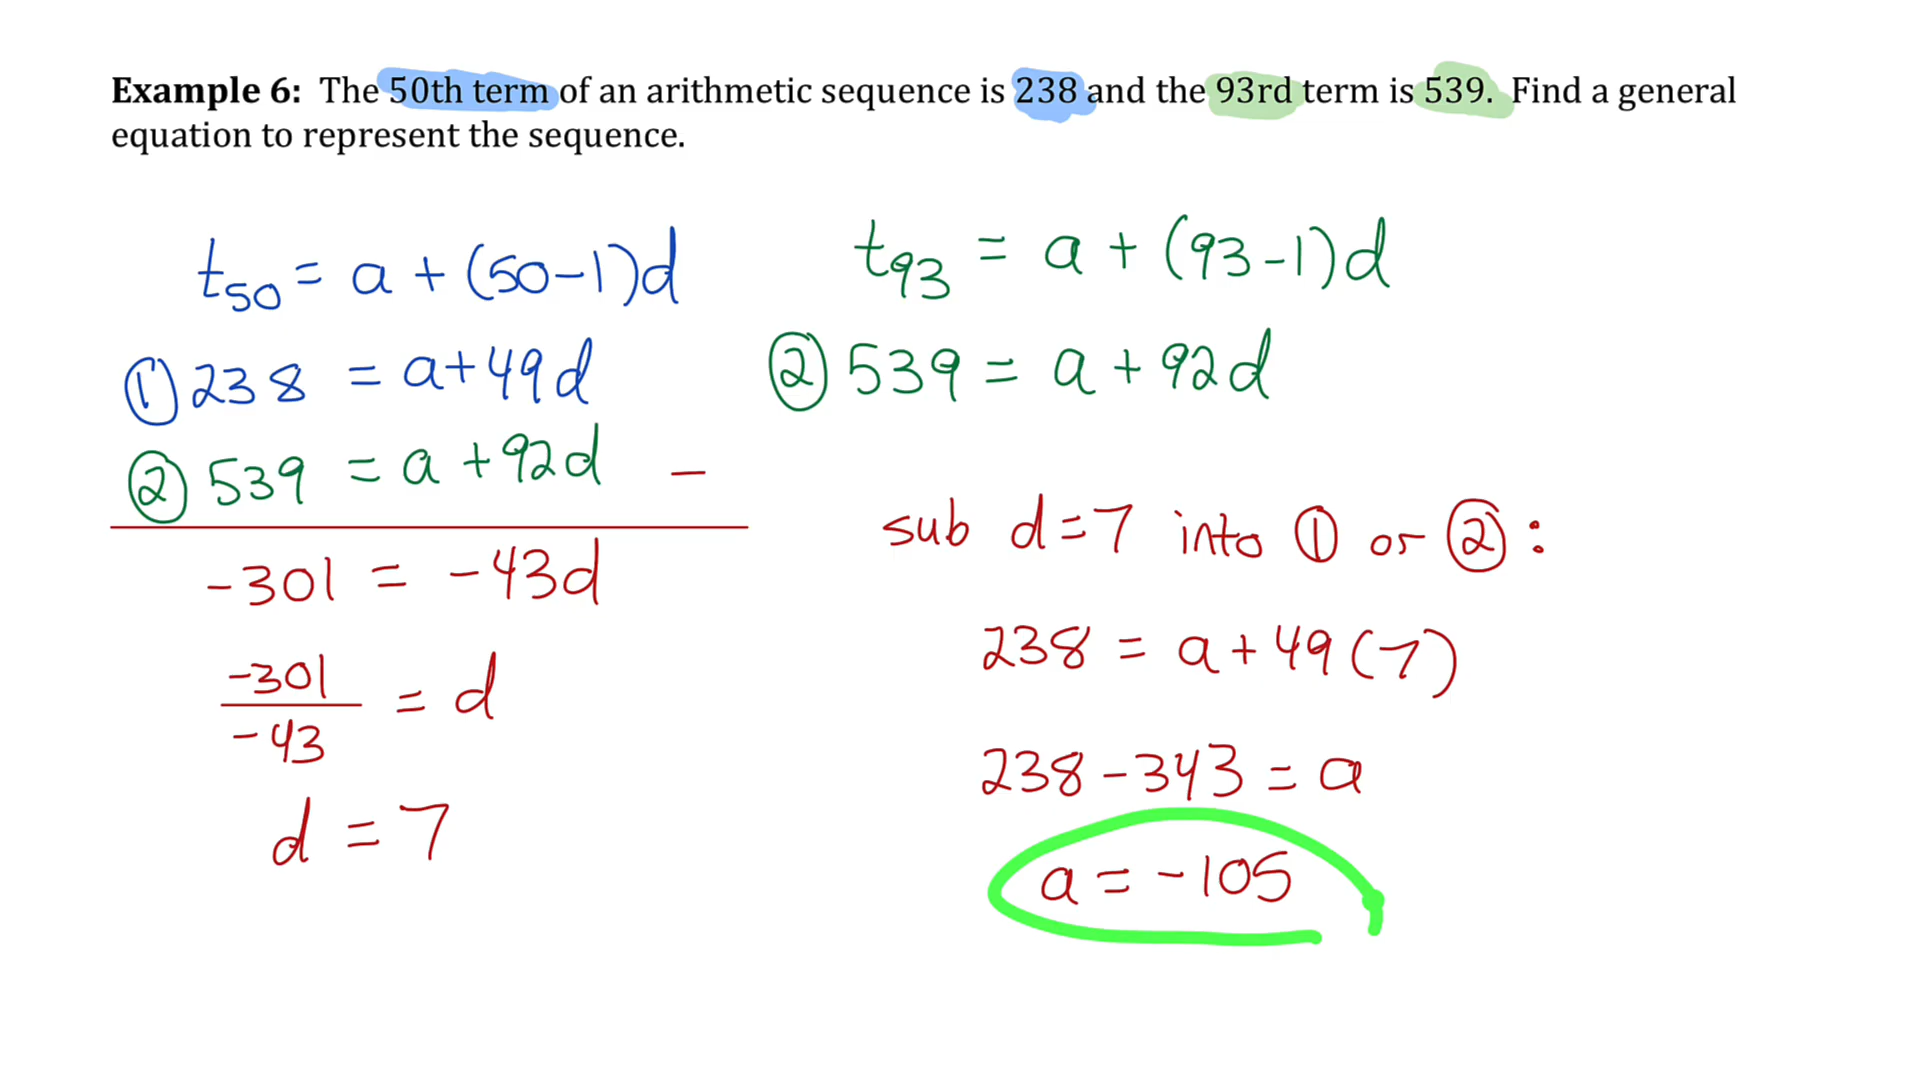 Example 6: The 50th term of an arithmetic sequence is 238 and the 93rd term is 539. Find a general
equation to represent the sequence.
t₅₀ = a + (50-1)d
① 238 = a+49d
② 539 = a +92d -
-301 = -43d
-301/-43 = d
d = 7
t₉₃ = a + (93-1)d
② 539 = a + 92d
sub d=7 into ① or ② :
238 = a + 49(7)
238-343 = a
a = -105